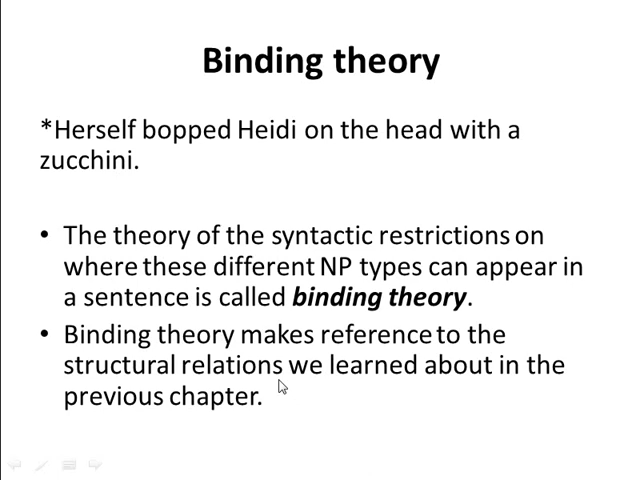 Binding theory
*Herself bopped Heidi on the head with a
zucchini.
• The theory of the syntactic restrictions on
where these different NP types can appear in
a sentence is called binding theory.
• Binding theory makes reference to the
structural relations we learned about in the
previous chapter.